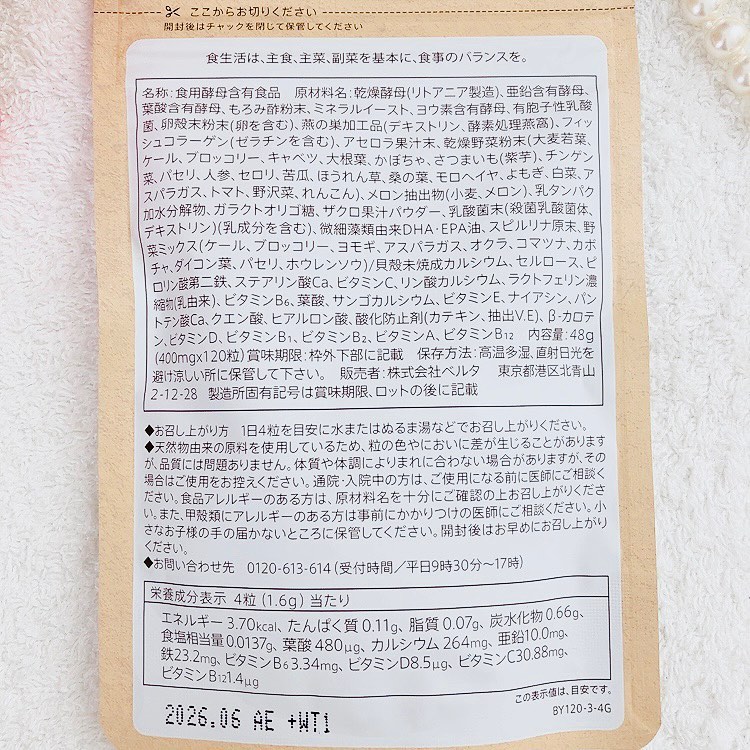 ここからお切りください
開封後はチャックを閉じて保管してください
食生活は、主食、主菜、副菜を基本に、食事のバランスを。
名称:食用酵母含有食品 原材料名:乾燥酵母(リトアニア製造)、亜鉛含有酵母、
葉酸含有酵母、もろみ酢粉末、ミネラルイースト、ヨウ素含有酵母、有胞子性乳酸
菌、卵殻末粉末(卵を含む)、燕の巣加工品(デキストリン、酵素処理燕窩)、フィッ
シュコラーゲン(ゼラチンを含む)、アセロラ果汁末、乾燥野菜粉末(大麦若葉、
ケール、ブロッコリー、キャベツ、大根葉、かぼちゃ、さつまいも(紫芋)、チンゲン
菜、パセリ、人参、セロリ、苦瓜、ほうれん草、桑の葉、モロヘイヤ、よもぎ、白菜、ア
スパラガス、トマト、野沢菜、れんこん)、メロン抽出物(小麦、メロン)、乳タンパク
加水分解物、ガラクトオリゴ糖、ザクロ果汁パウダー、乳酸菌末(殺菌乳酸菌体、
デキストリン)(乳成分を含む)、微細藻類由来DHA・EPA油、スピルリナ原末、野
菜ミックス(ケール、ブロッコリー、ヨモギ、アスパラガス、オクラ、コマツナ、カボ
チャ、ダイコン葉、パセリ、ホウレンソウ)/貝殻未焼成カルシウム、セルロース、ピ
ロリン酸第二鉄、ステアリン酸Ca、ビタミンC、リン酸カルシウム、ラクトフェリン濃
縮物(乳由来)、ビタミンB6、葉酸、サンゴカルシウム、ビタミンE、ナイアシン、パン
トテン酸Ca、クエン酸、ヒアルロン酸、酸化防止剤(カテキン、抽出V.E)、β-カロテ
ン、ビタミンD、ビタミンB1、ビタミンB2、ビタミンA、ビタミンB12 内容量:48g
(400mg×120粒) 賞味期限:枠外下部に記載 保存方法:高温多湿、直射日光を
避け涼しい所に保管して下さい。 販売者:株式会社ベルタ 東京都港区北青山
2-12-28 製造所固有記号は賞味期限、ロットの後に記載
◆お召し上がり方 1日4粒を目安に水またはぬるま湯などでお召し上がりください。
◆天然物由来の原料を使用しているため、粒の色やにおいに差が生じることがあります
が、品質には問題ありません。体質や体調によりまれに合わない場合がありますが、その
場合はご使用をお控えください。通院・入院中の方は、ご使用になる前に医師にご相談く
ださい。食品アレルギーのある方は、原材料名を十分にご確認の上お召し上がりくださ
い。また、甲殻類にアレルギーのある方は事前にかかりつけの医師にご相談ください。小
さなお子様の手の届かないところに保管してください。開封後はお早めにお召し上がり
ください。
◆お問い合わせ先 0120-613-614 (受付時間/平日9時30分〜17時)
栄養成分表示 4粒 (1.6g) 当たり
エネルギー 3.70kcal、たんぱく質 0.11g、脂質 0.07g、炭水化物 0.66g、
食塩相当量 0.0137g、葉酸 480μg、カルシウム 264mg、亜鉛10.0mg、
鉄23.2mg、ビタミンB6 3.34mg、ビタミンD8.5μg、ビタミンC30.88mg、
ビタミンB12 1.4μg
この表示値は、目安です。
BY120-3-4G
2026.06 AE +WT1